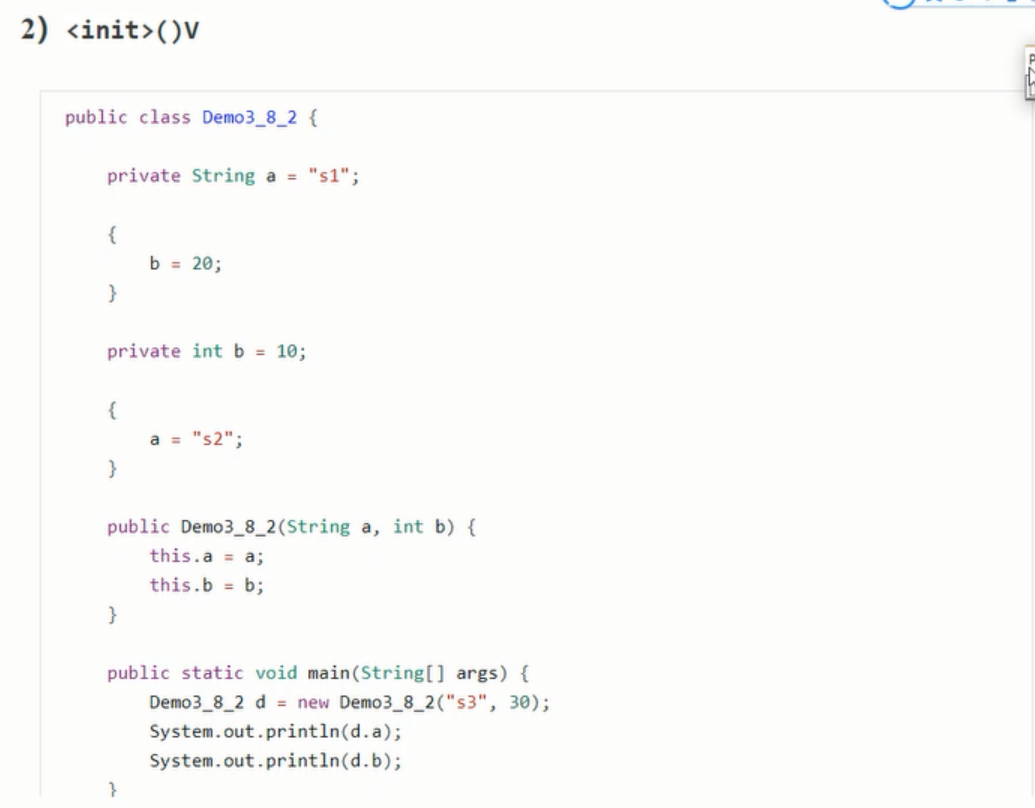 2) <init>()V
public class Demo3_8_2 {
private String a = "s1";
{
b = 20;
}
private int b = 10;
{
a = "s2";
}
public Demo3_8_2(String a, int b) {
this.a = a;
this.b = b;
}
public static void main(String[] args) {
Demo3_8_2 d = new Demo3_8_2("s3", 30);
System.out.println(d.a);
System.out.println(d.b);
}